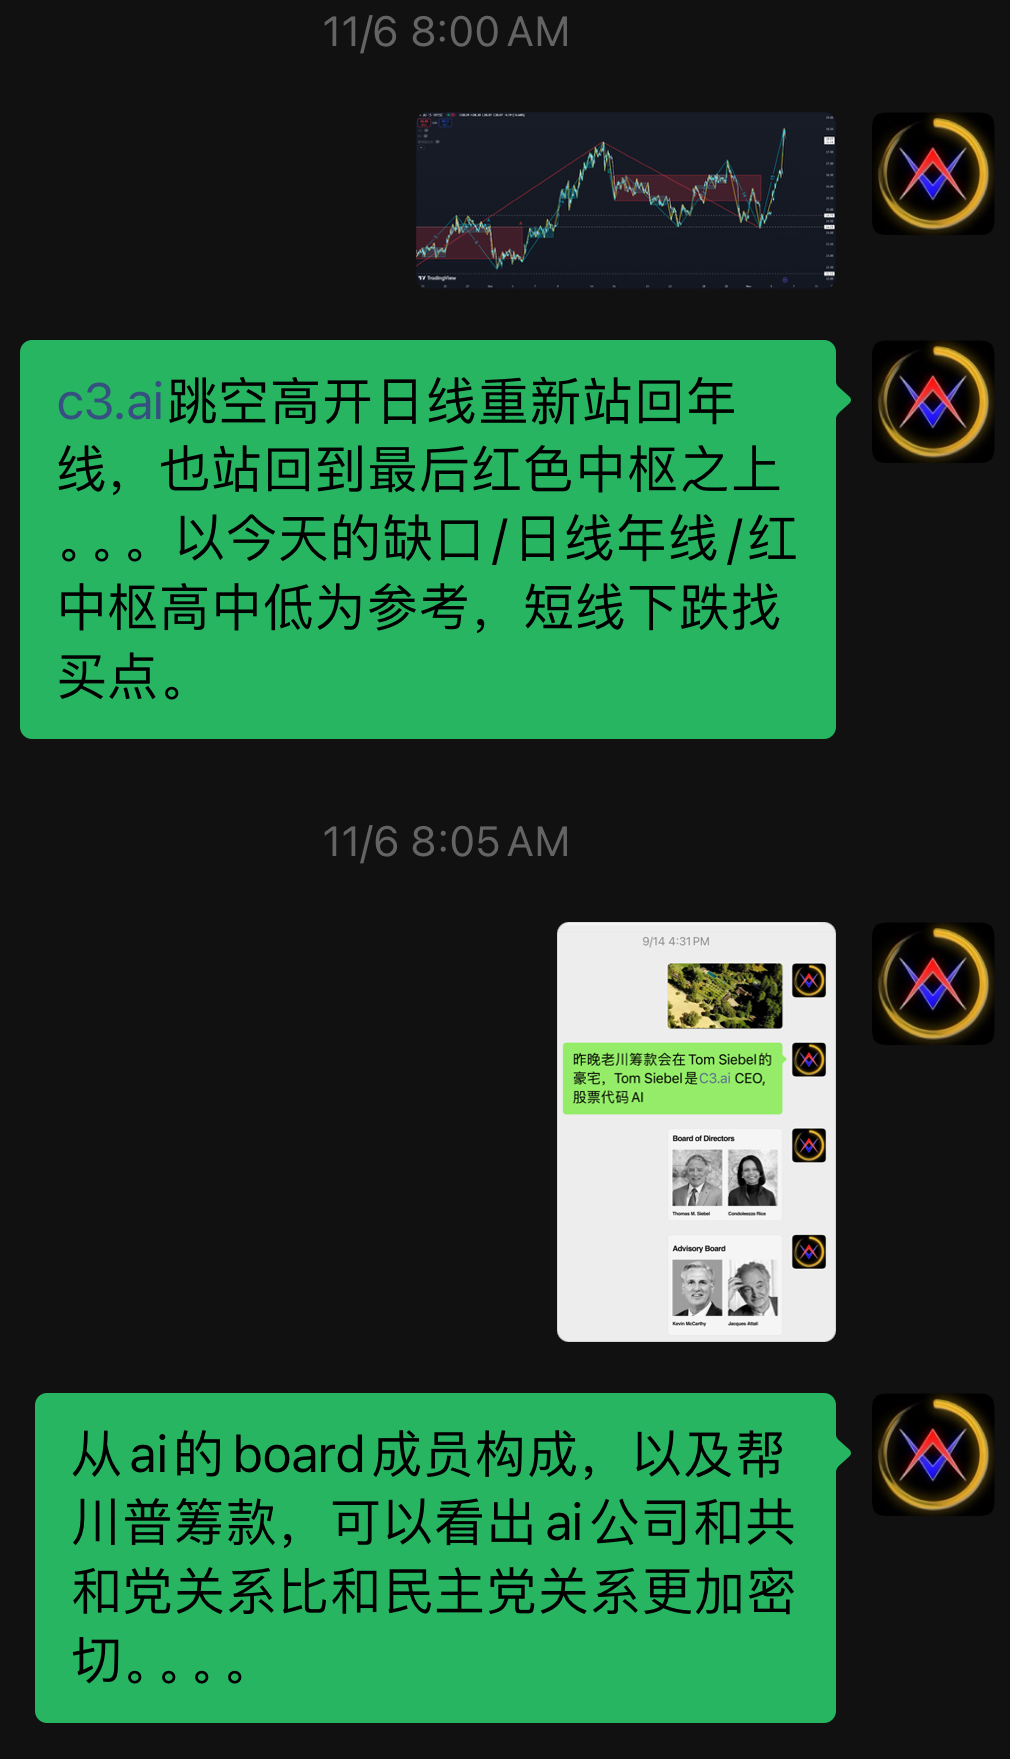 11/6 8:00 AM
TradingView
c3.ai跳空高开日线重新站回年
线，也站回到最后红色中枢之上
。。。以今天的缺口/日线年线/红
中枢高中低为参考，短线下跌找
买点。
11/6 8:05 AM
9/14 4:31 PM
昨晚老川筹款会在Tom Siebel的
豪宅，Tom Siebel是C3.ai CEO,
股票代码AI
Board of Directors
Thomas M. Siebel Condoleezza Rice
Advisory Board
Kevin McCarthy Jacques Attali
从ai的board成员构成，以及帮
川普筹款，可以看出ai公司和共
和党关系比和民主党关系更加密
切。。。。